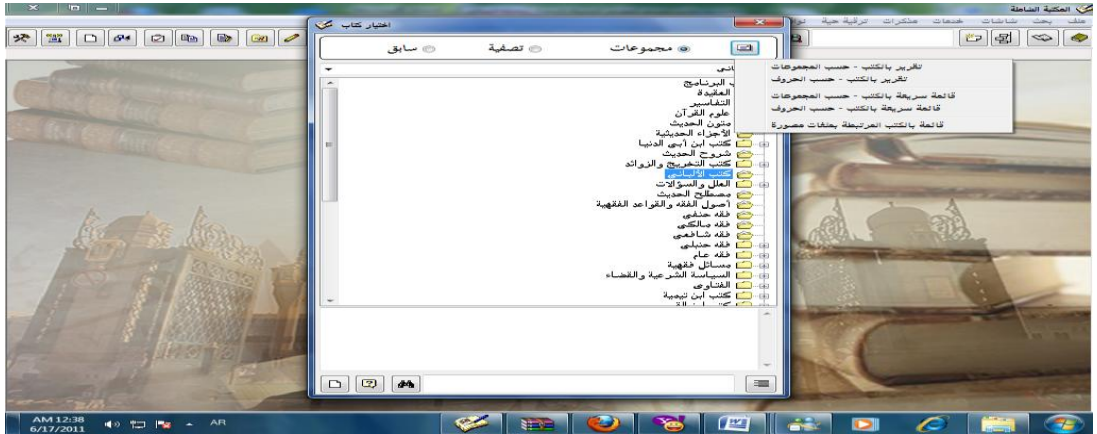 المكتبة الشاملة
ملف بحث شاشات خدمات مذكرات ترقية حية
اختيار كتاب
مجموعات تصفية سابق
تقرير بالكتب - حسب المجموعات
تقرير بالكتب - حسب الحروف
قائمة سريعة بالكتب - حسب المجموعات
قائمة سريعة بالكتب - حسب الحروف
قائمة بالكتب المرتبطة بملفات مصورة
البرنامج
العقيدة
التفاسير
علوم القرآن
متون الحديث
الأجزاء الحديثية
كتب ابن أبي الدنيا
شروح الحديث
كتب التخريج والزوائد
كتب الألباني
العلل والسؤالات
مصطلح الحديث
أصول الفقه والقواعد الفقهية
فقه حنفي
فقه مالكي
فقه شافعي
فقه حنبلي
فقه عام
مسائل فقهية
السياسة الشرعية والقضاء
الفتاوى
كتب ابن تيمية
AR
AM 12:38
6/17/2011